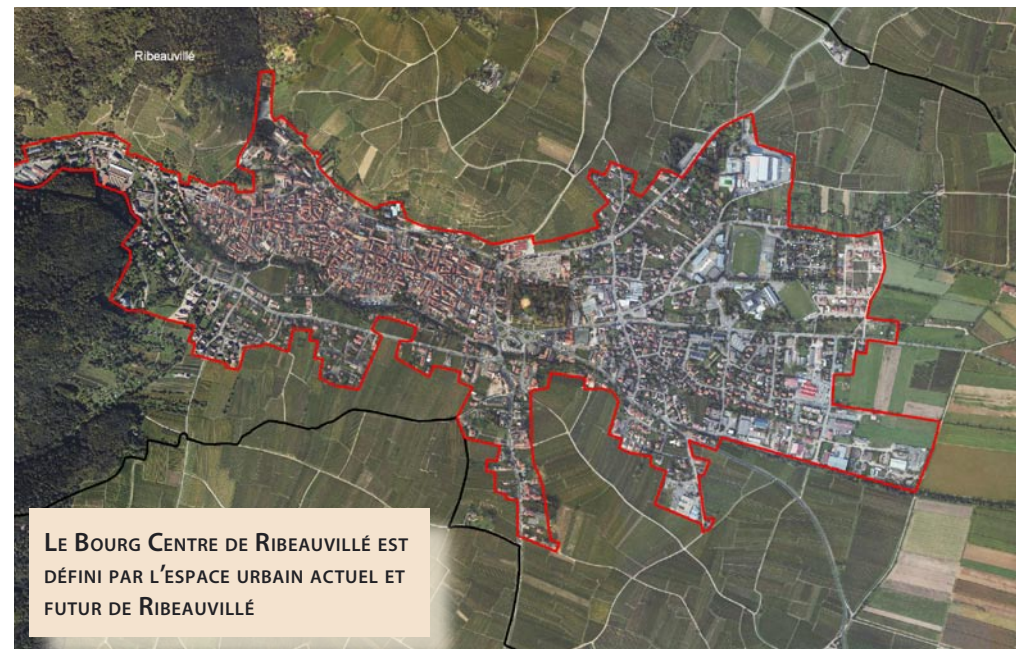 Ribeauvillé
Le Bourg Centre de Ribeauvillé est
défini par l'espace urbain actuel et
futur de Ribeauvillé